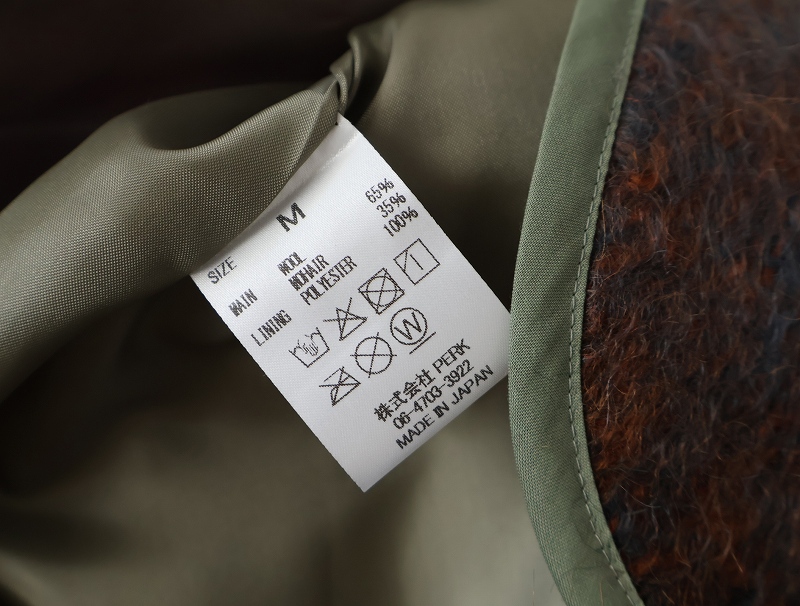 SIZE M
MAIN WOOL 65%
MOHAIR 35%
LINING POLYESTER 100%
1
W
株式会社 PERK
06-4703-3922
MADE IN JAPAN